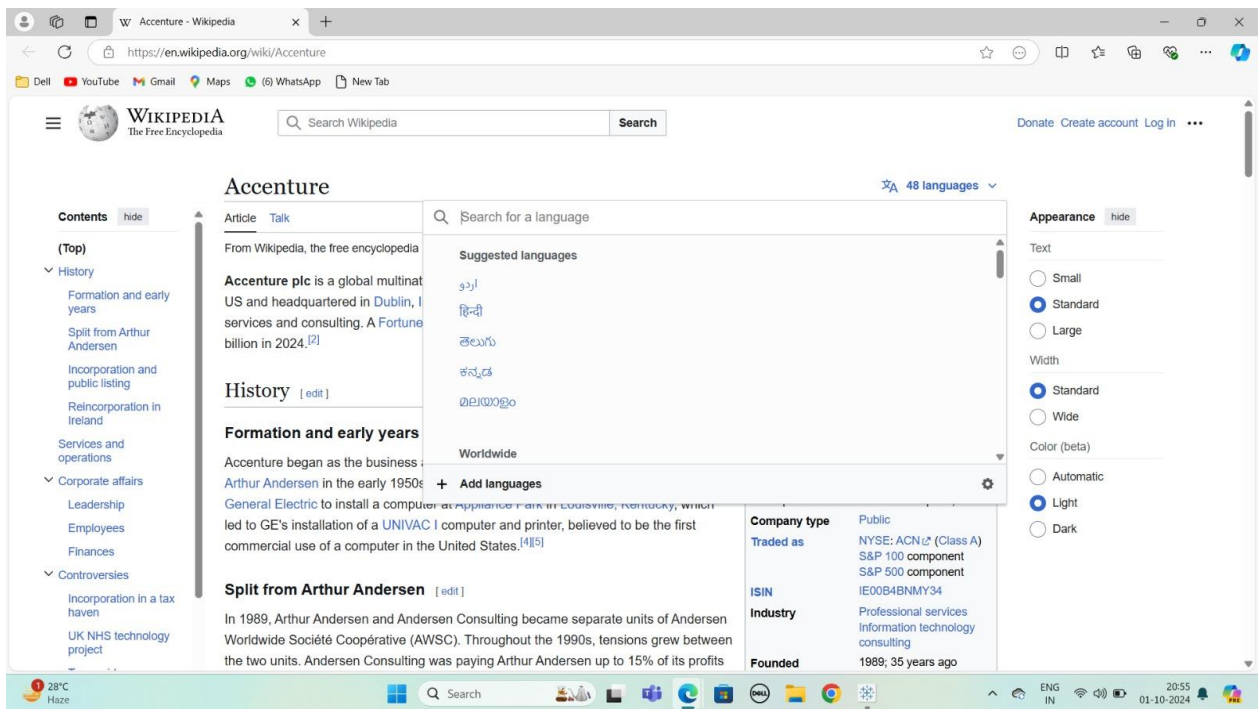 W Accenture - Wikipedia
https://en.wikipedia.org/wiki/Accenture
Dell YouTube Gmail Maps (6) WhatsApp New Tab
WIKIPEDIA
The Free Encyclopedia
Search Wikipedia Search
Donate Create account Log in
Accenture
48 languages
Contents hide
(Top)
History
Formation and early
years
Split from Arthur
Andersen
Incorporation and
public listing
Reincorporation in
Ireland
Services and
operations
Corporate affairs
Leadership
Employees
Finances
Controversies
Incorporation in a tax
haven
UK NHS technology
project
Article Talk
From Wikipedia, the free encyclopedia
Accenture plc is a global multinat
US and headquartered in Dublin, I
services and consulting. A Fortune
billion in 2024.[2]
History [ edit ]
Formation and early years
Accenture began as the business a
Arthur Andersen in the early 1950s
General Electric to install a computer at Appliance Park in Louisville, Kentucky, which
led to GE's installation of a UNIVAC I computer and printer, believed to be the first
commercial use of a computer in the United States.[4][5]
Split from Arthur Andersen [ edit ]
In 1989, Arthur Andersen and Andersen Consulting became separate units of Andersen
Worldwide Société Coopérative (AWSC). Throughout the 1990s, tensions grew between
the two units. Andersen Consulting was paying Arthur Andersen up to 15% of its profits
Search for a language
Suggested languages
اردو
हिन्दी
తెలుగు
ಕನ್ನಡ
മലയാളം
Worldwide
+ Add languages
Company type Public
Traded as NYSE: ACN (Class A)
S&P 100 component
S&P 500 component
ISIN IE00B4BNMY34
Industry Professional services
Information technology
consulting
Founded 1989; 35 years ago
Appearance hide
Text
Small
Standard
Large
Width
Standard
Wide
Color (beta)
Automatic
Light
Dark
1
28°C
Haze
Search
DELL
ENG
IN
20:55
01-10-2024
PRE